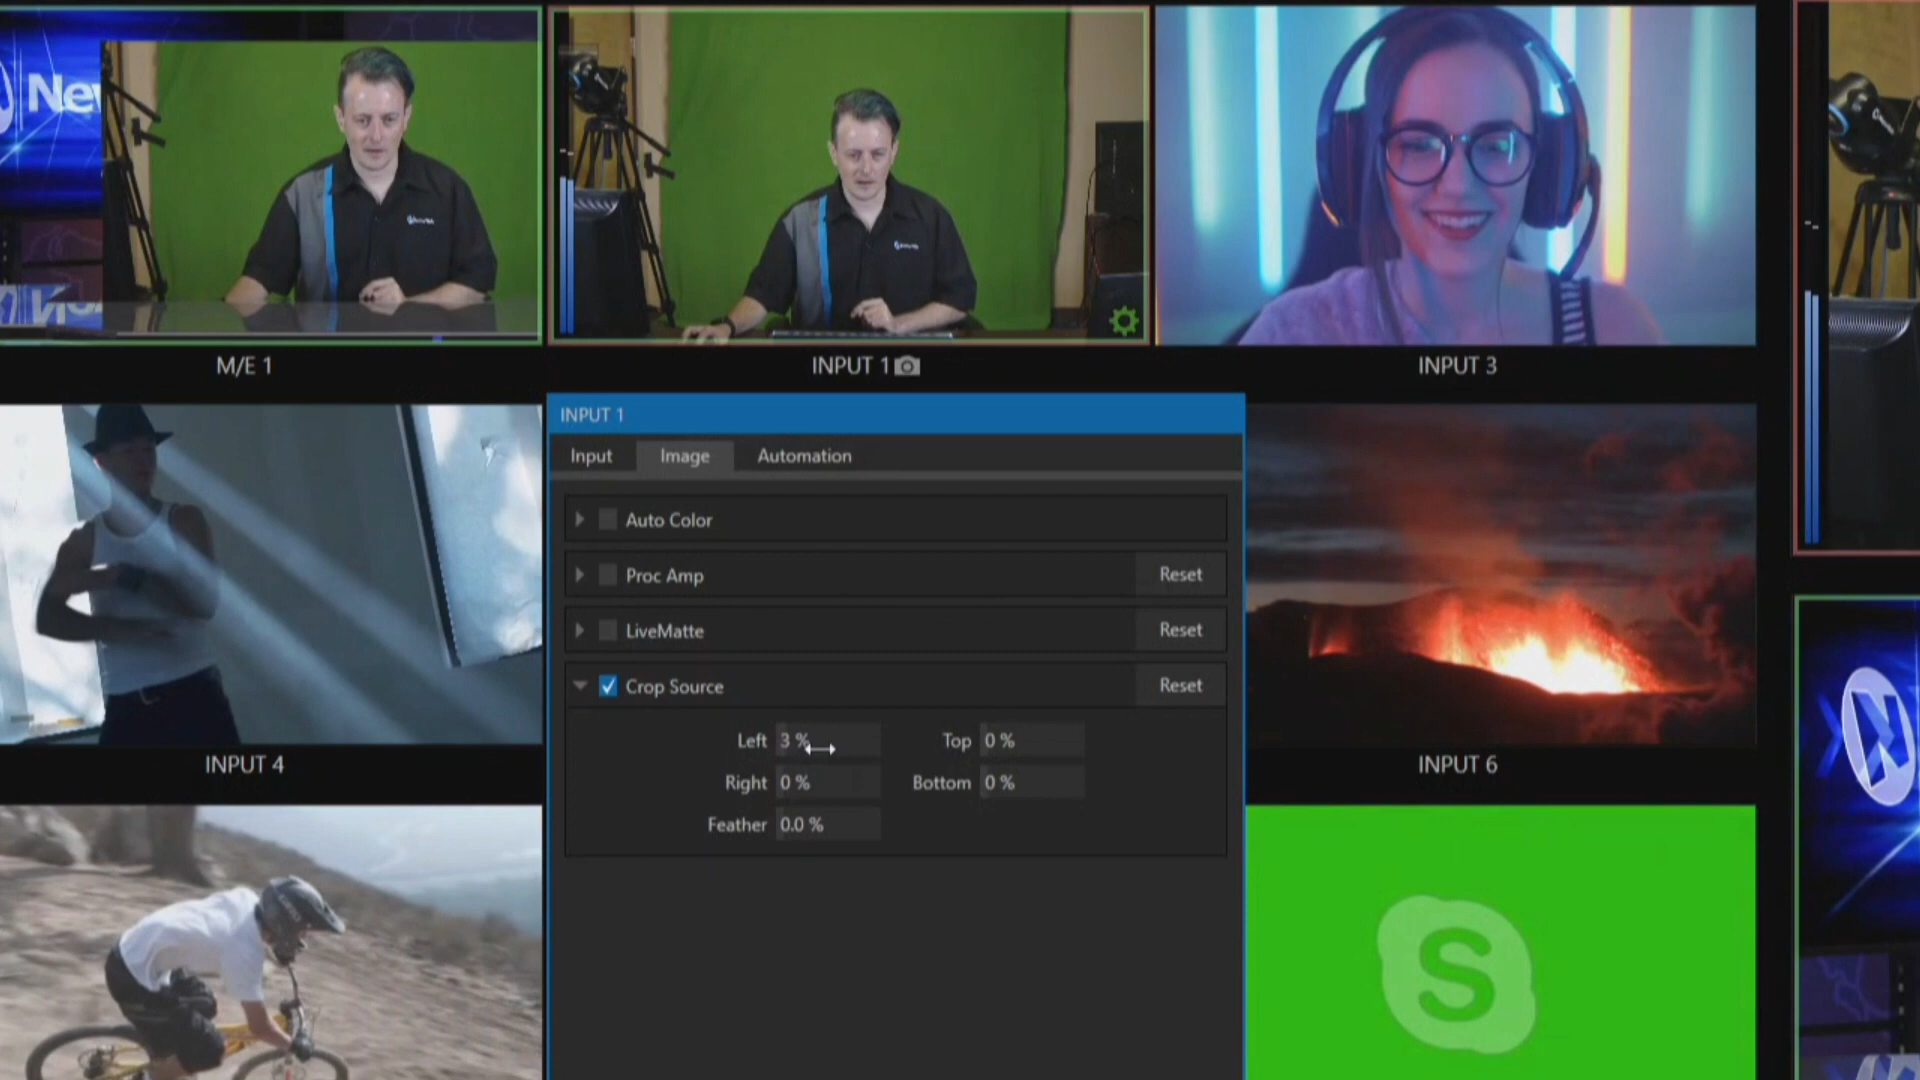 Ne
M/E 1
INPUT 1
INPUT 3
INPUT 1
Input
Image
Automation
Auto Color
Proc Amp
Reset
LiveMatte
Reset
Crop Source
Reset
Left 3 %
Top 0 %
Right 0 %
Bottom 0 %
Feather 0.0 %
INPUT 4
INPUT 6
S